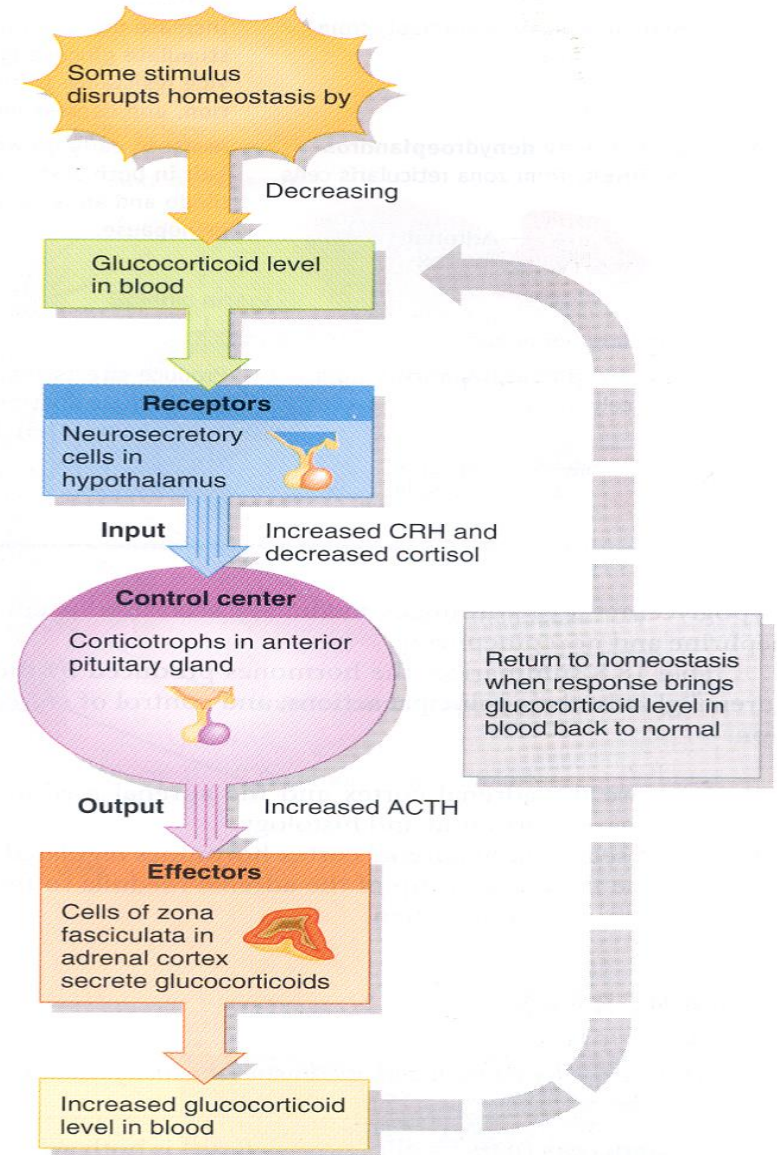 Some stimulus
disrupts homeostasis by
Decreasing
Glucocorticoid level
in blood
Receptors
Neurosecretory
cells in
hypothalamus
Input
Increased CRH and
decreased cortisol
Control center
Corticotrophs in anterior
pituitary gland
Return to homeostasis
when response brings
glucocorticoid level in
blood back to normal
Output
Increased ACTH
Effectors
Cells of zona
fasciculata in
adrenal cortex
secrete glucocorticoids
Increased glucocorticoid
level in blood